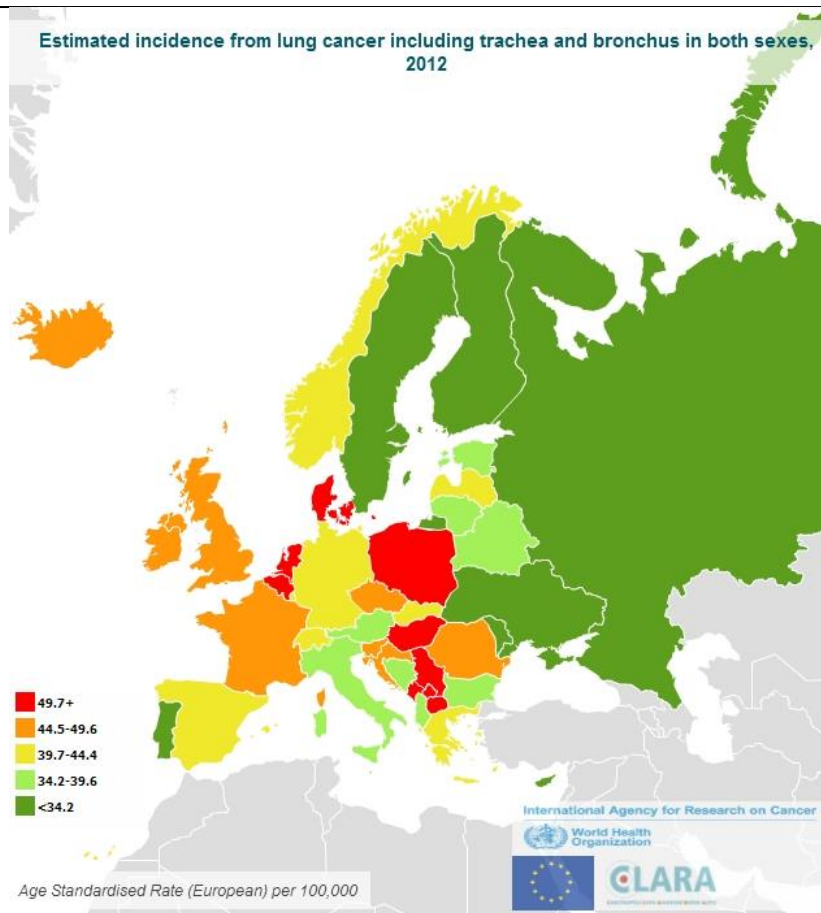 Estimated incidence from lung cancer including trachea and bronchus in both sexes,
2012
49.7+
44.5-49.6
39.7-44.4
34.2-39.6
<34.2
International Agency for Research on Cancer
World Health
Organization
CLARA
Age Standardised Rate (European) per 100,000